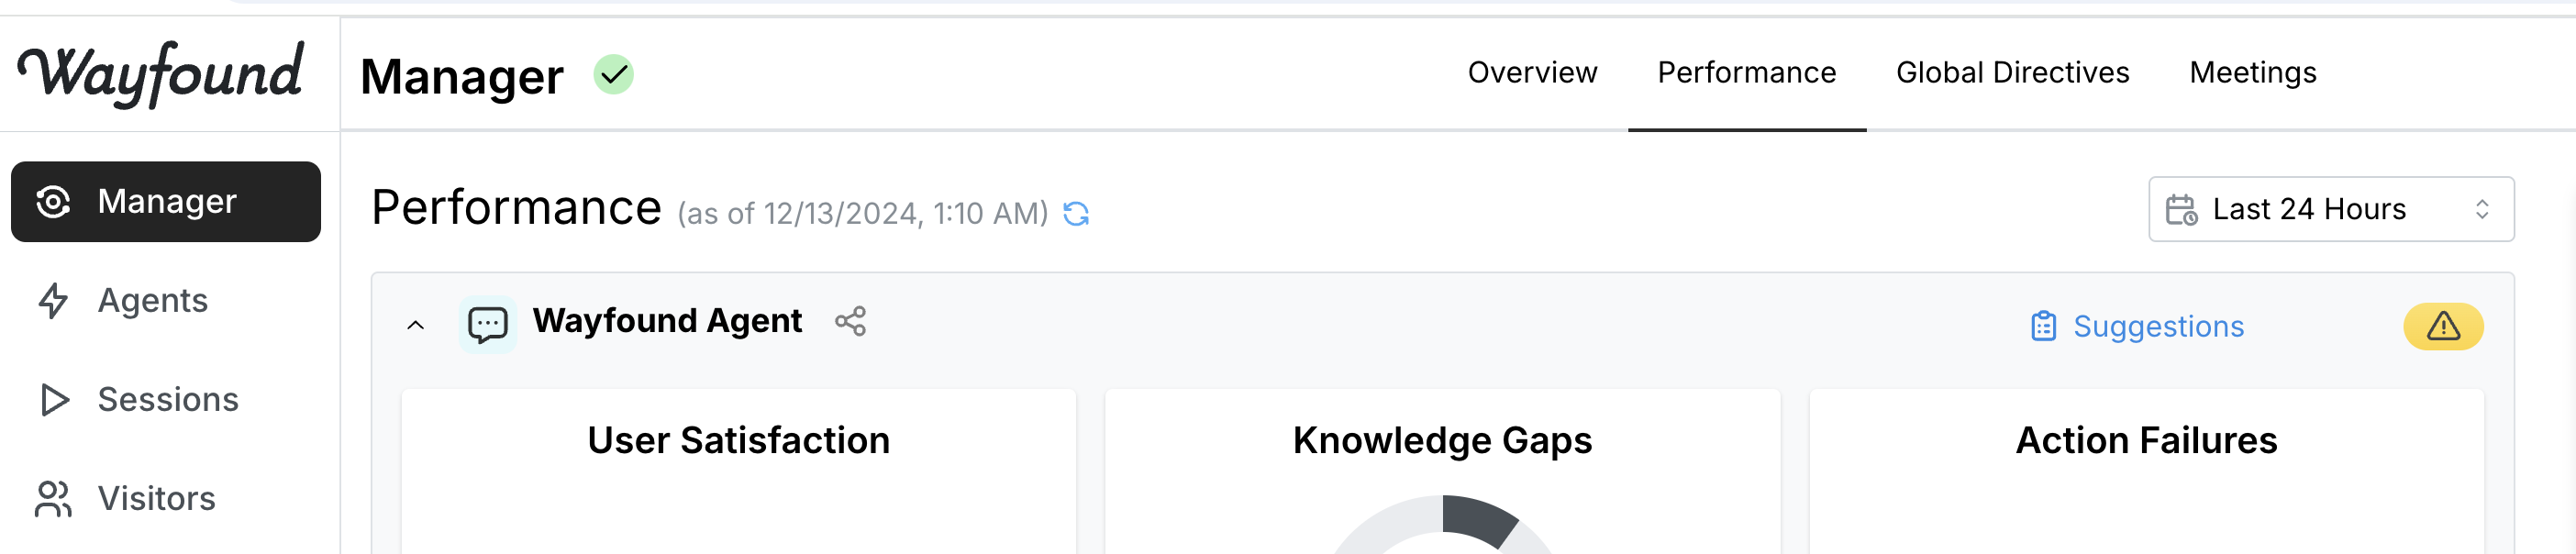 Wayfound
Manager
Overview
Performance
Global Directives
Meetings
Manager
Agents
Sessions
Visitors
Performance (as of 12/13/2024, 1:10 AM)
Last 24 Hours
Wayfound Agent
Suggestions
User Satisfaction
Knowledge Gaps
Action Failures